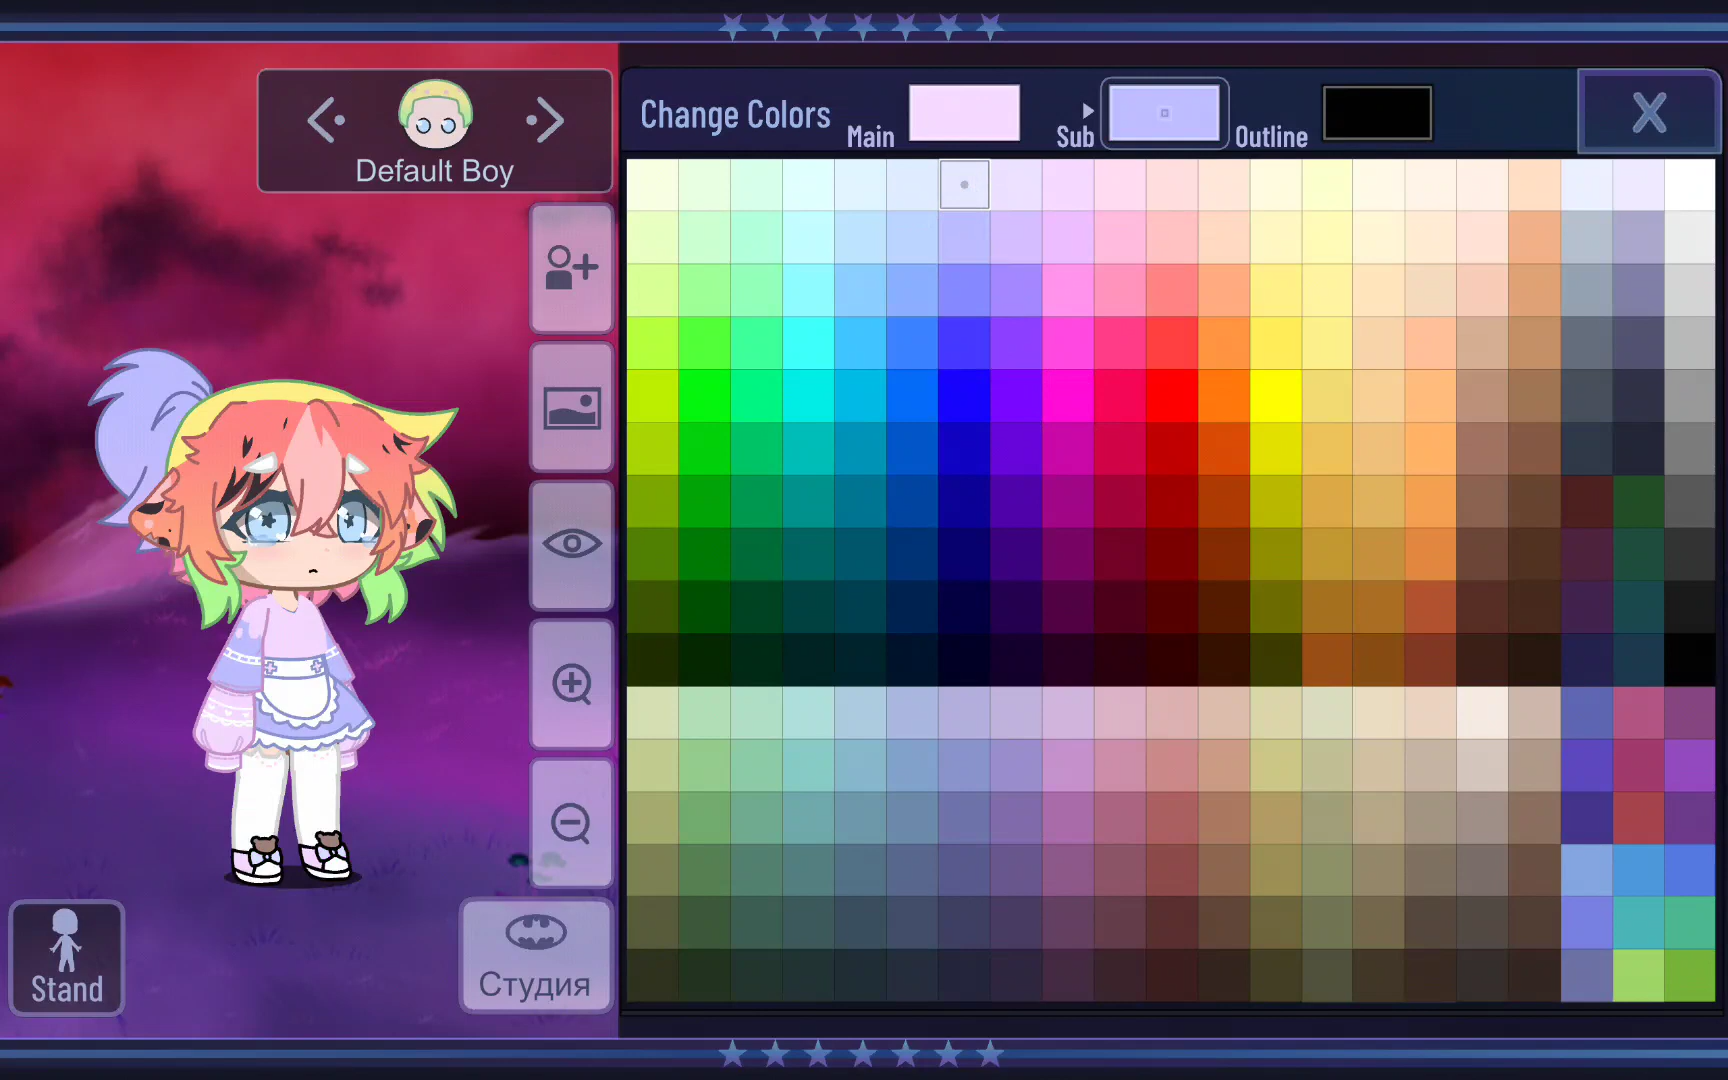 Default Boy
Change Colors
Main
Sub
Outline
X
Stand
Студия